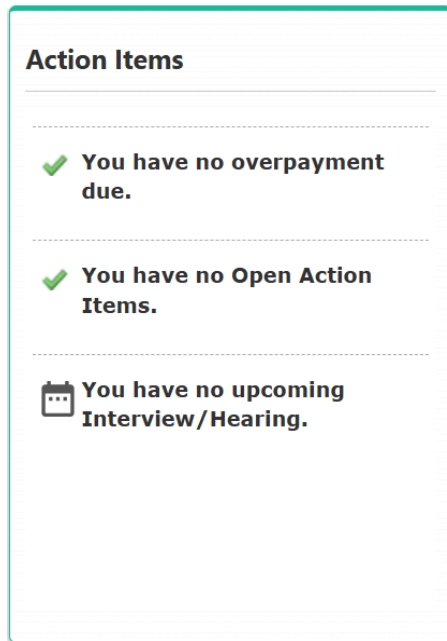 Action Items
You have no overpayment
due.
You have no Open Action
Items.
You have no upcoming
Interview/Hearing.